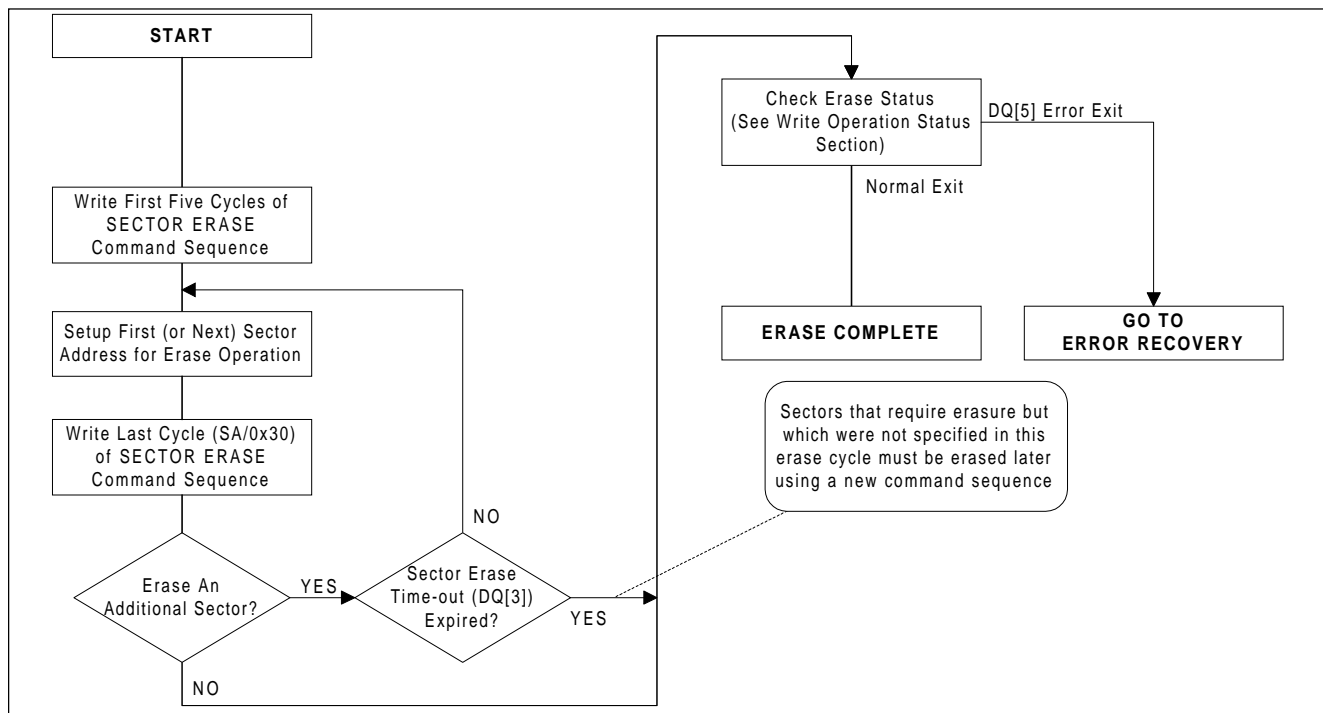 START
Write First Five Cycles of
SECTOR ERASE
Command Sequence
Setup First (or Next) Sector
Address for Erase Operation
Write Last Cycle (SA/0x30)
of SECTOR ERASE
Command Sequence
Erase An
Additional Sector?
YES
NO
Sector Erase
Time-out (DQ[3])
Expired?
NO
YES
Check Erase Status
(See Write Operation Status
Section)
DQ[5] Error Exit
Normal Exit
ERASE COMPLETE
GO TO
ERROR RECOVERY
Sectors that require erasure but
which were not specified in this
erase cycle must be erased later
using a new command sequence